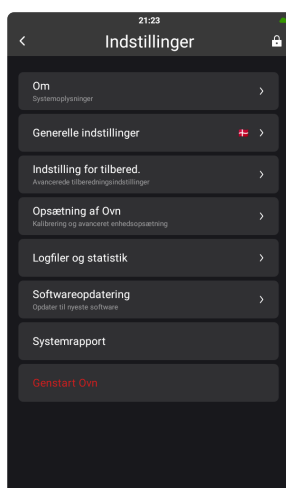 21:23
Indstillinger
Om
Systemoplysninger
Generelle indstillinger
Indstilling for tilbered.
Avancerede tilberedningsindstillinger
Opsætning af Ovn
Kalibrering og avanceret enhedsopsætning
Logfiler og statistik
Softwareopdatering
Opdater til nyeste software
Systemrapport
Genstart Ovn